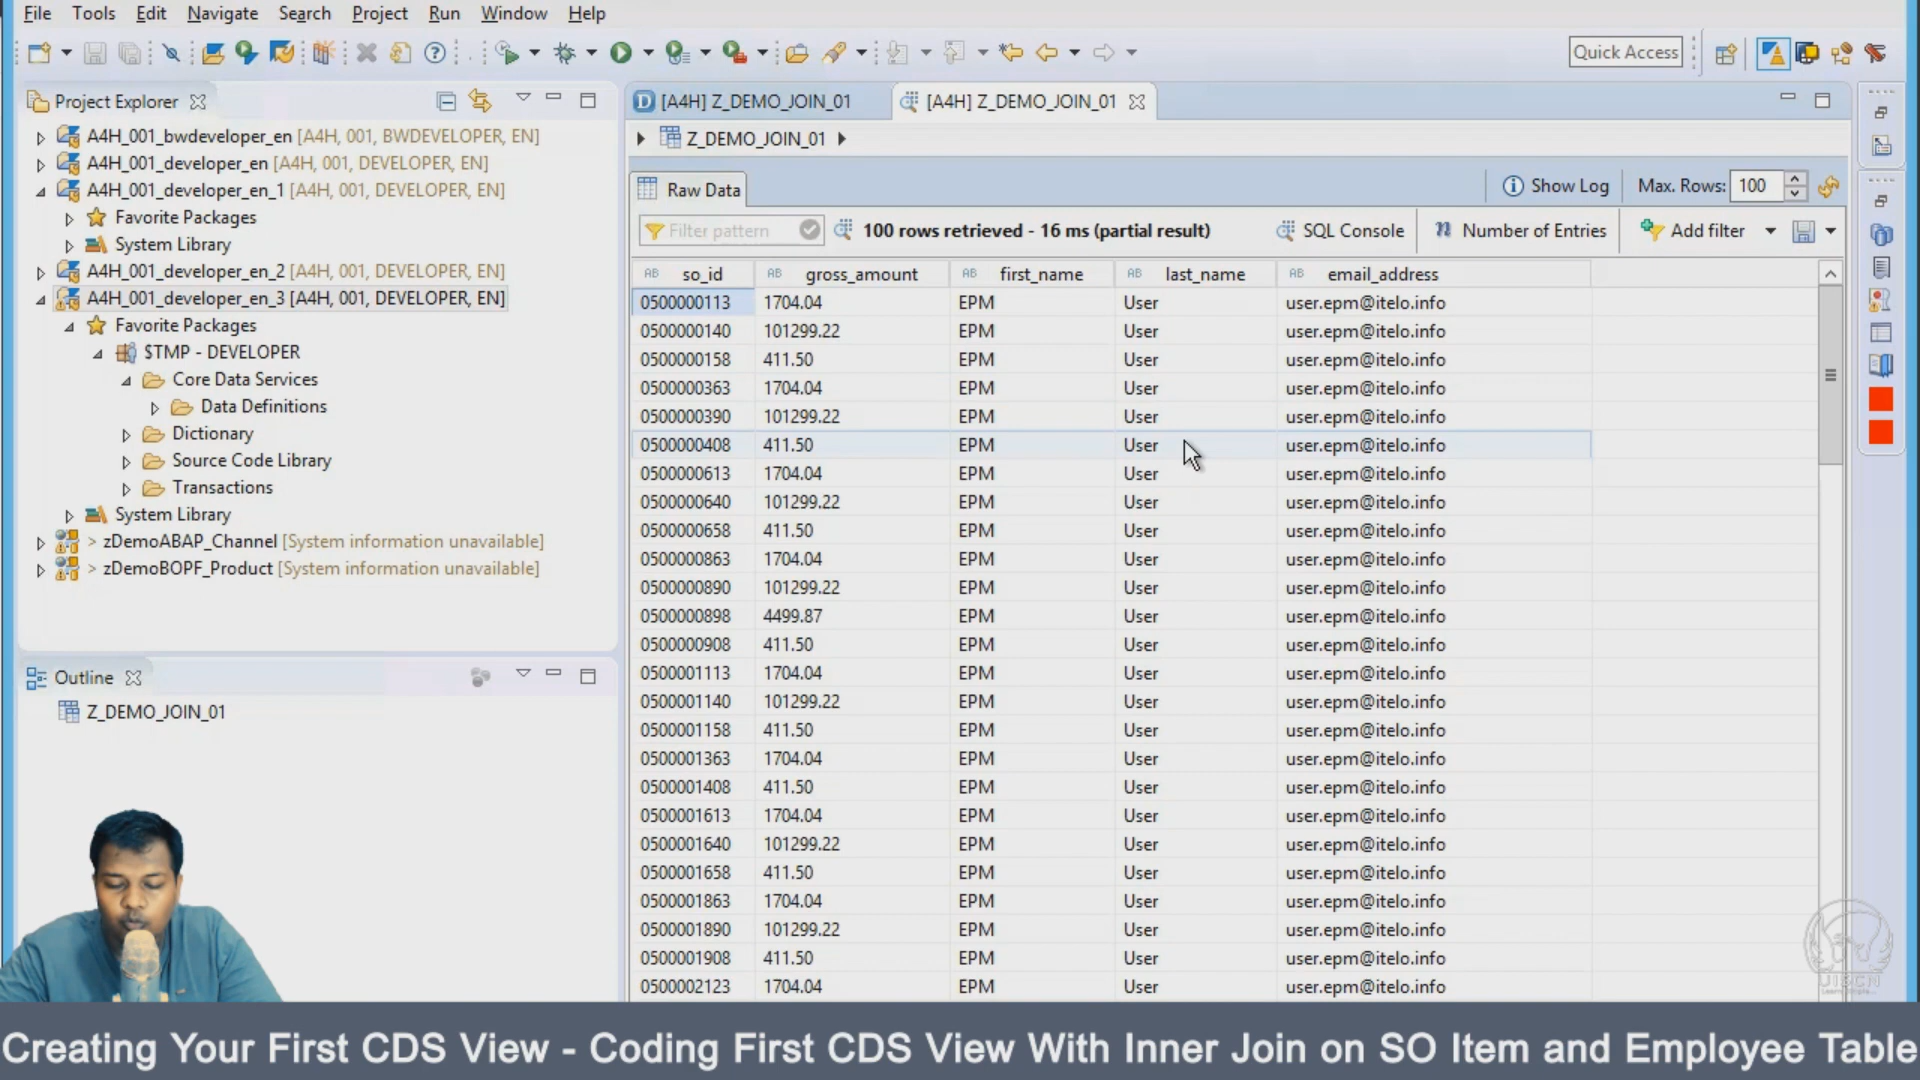 File Tools Edit Navigate Search Project Run Window Help
Quick Access
Project Explorer
A4H_001_bwdeveloper_en [A4H, 001, BWDEVELOPER, EN]
A4H_001_developer_en [A4H, 001, DEVELOPER, EN]
A4H_001_developer_en_1 [A4H, 001, DEVELOPER, EN]
Favorite Packages
System Library
A4H_001_developer_en_2 [A4H, 001, DEVELOPER, EN]
A4H_001_developer_en_3 [A4H, 001, DEVELOPER, EN]
Favorite Packages
$TMP - DEVELOPER
Core Data Services
Data Definitions
Dictionary
Source Code Library
Transactions
System Library
> zDemoABAP_Channel [System information unavailable]
> zDemoBOPF_Product [System information unavailable]
Outline
Z_DEMO_JOIN_01
[A4H] Z_DEMO_JOIN_01 [A4H] Z_DEMO_JOIN_01
Z_DEMO_JOIN_01
Raw Data Show Log Max. Rows: 100
Filter pattern 100 rows retrieved - 16 ms (partial result) SQL Console Number of Entries Add filter
AB so_id AB gross_amount AB first_name AB last_name AB email_address
0500000113 1704.04 EPM User user.epm@itelo.info
0500000140 101299.22 EPM User user.epm@itelo.info
0500000158 411.50 EPM User user.epm@itelo.info
0500000363 1704.04 EPM User user.epm@itelo.info
0500000390 101299.22 EPM User user.epm@itelo.info
0500000408 411.50 EPM User user.epm@itelo.info
0500000613 1704.04 EPM User user.epm@itelo.info
0500000640 101299.22 EPM User user.epm@itelo.info
0500000658 411.50 EPM User user.epm@itelo.info
0500000863 1704.04 EPM User user.epm@itelo.info
0500000890 101299.22 EPM User user.epm@itelo.info
0500000898 4499.87 EPM User user.epm@itelo.info
0500000908 411.50 EPM User user.epm@itelo.info
0500001113 1704.04 EPM User user.epm@itelo.info
0500001140 101299.22 EPM User user.epm@itelo.info
0500001158 411.50 EPM User user.epm@itelo.info
0500001363 1704.04 EPM User user.epm@itelo.info
0500001408 411.50 EPM User user.epm@itelo.info
0500001613 1704.04 EPM User user.epm@itelo.info
0500001640 101299.22 EPM User user.epm@itelo.info
0500001658 411.50 EPM User user.epm@itelo.info
0500001863 1704.04 EPM User user.epm@itelo.info
0500001890 101299.22 EPM User user.epm@itelo.info
0500001908 411.50 EPM User user.epm@itelo.info
0500002123 1704.04 EPM User user.epm@itelo.info
Creating Your First CDS View - Coding First CDS View With Inner Join on SO Item and Employee Table